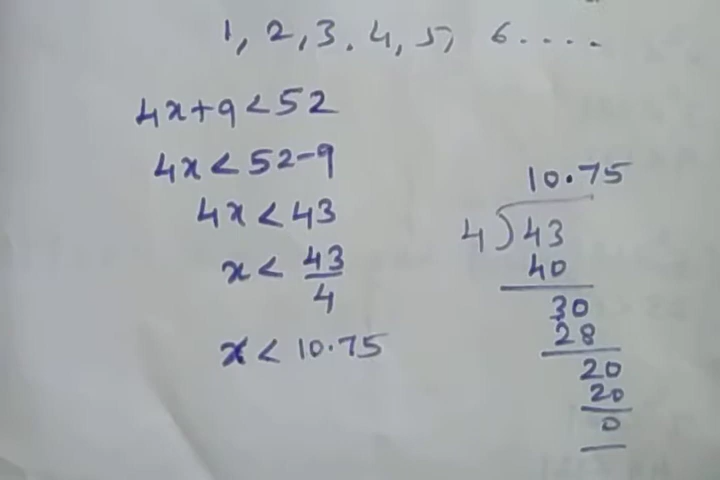 1, 2, 3. 4, 5, 6....
4x+9<52
4x<52-9
4x<43
x< 43/4
x<10.75
10.75
4)43
40
30
28
20
20
0